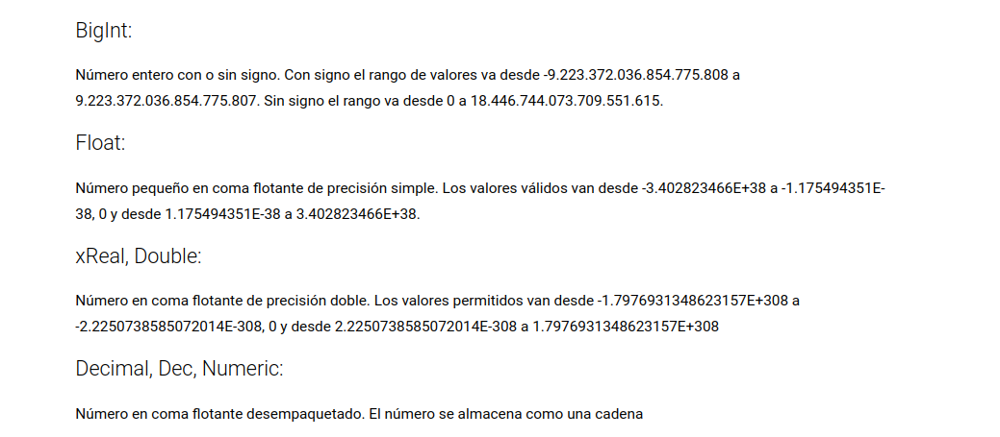 BigInt:
Número entero con o sin signo. Con signo el rango de valores va desde -9.223.372.036.854.775.808 a
9.223.372.036.854.775.807. Sin signo el rango va desde 0 a 18.446.744.073.709.551.615.
Float:
Número pequeño en coma flotante de precisión simple. Los valores válidos van desde -3.402823466E+38 a -1.175494351E-
38, 0 y desde 1.175494351E-38 a 3.402823466E+38.
xReal, Double:
Número en coma flotante de precisión doble. Los valores permitidos van desde -1.7976931348623157E+308 a
-2.2250738585072014E-308, 0 y desde 2.2250738585072014E-308 a 1.7976931348623157E+308
Decimal, Dec, Numeric:
Número en coma flotante desempaquetado. El número se almacena como una cadena